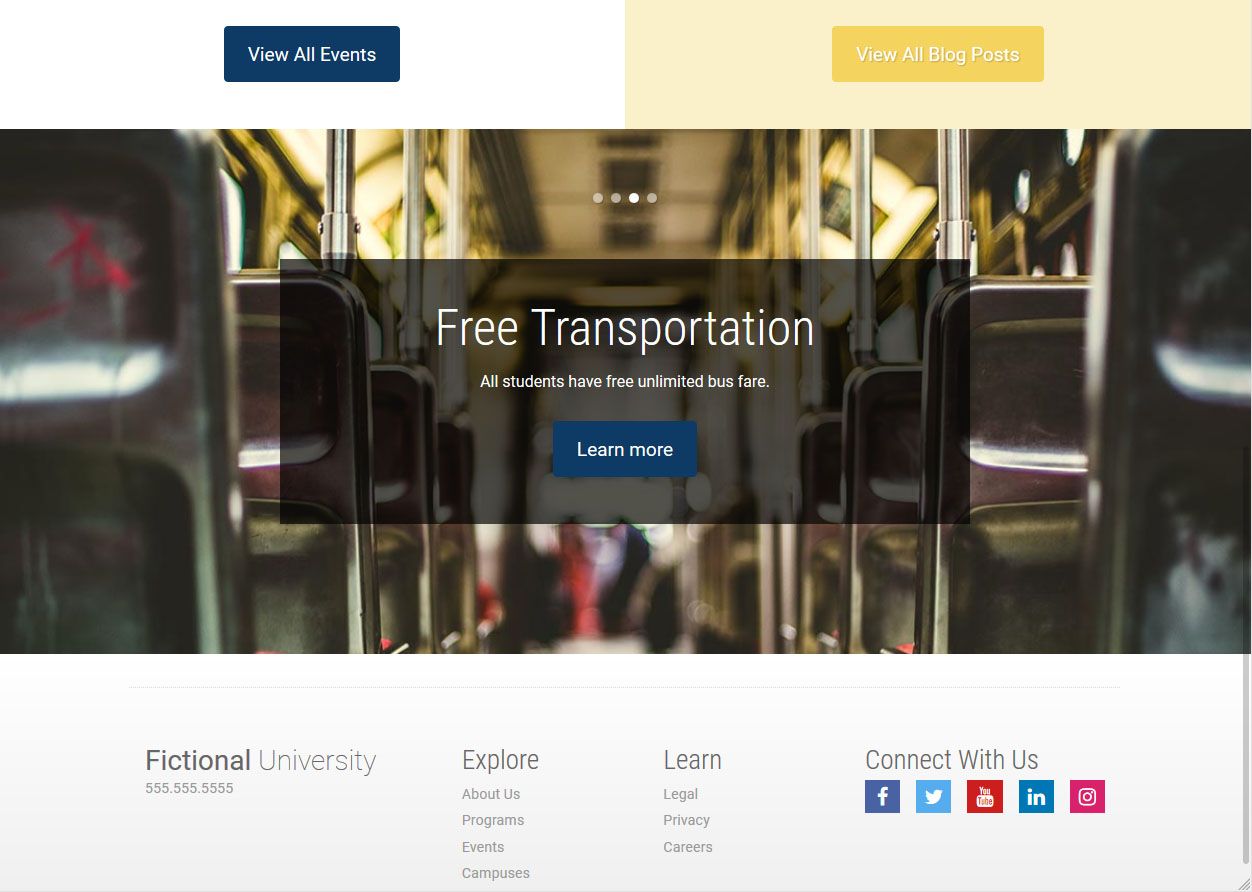 View All Events
View All Blog Posts
Free Transportation
All students have free unlimited bus fare.
Learn more
Fictional University
555.555.5555
Explore
About Us
Programs
Events
Campuses
Learn
Legal
Privacy
Careers
Connect With Us
f
You
Tube
in